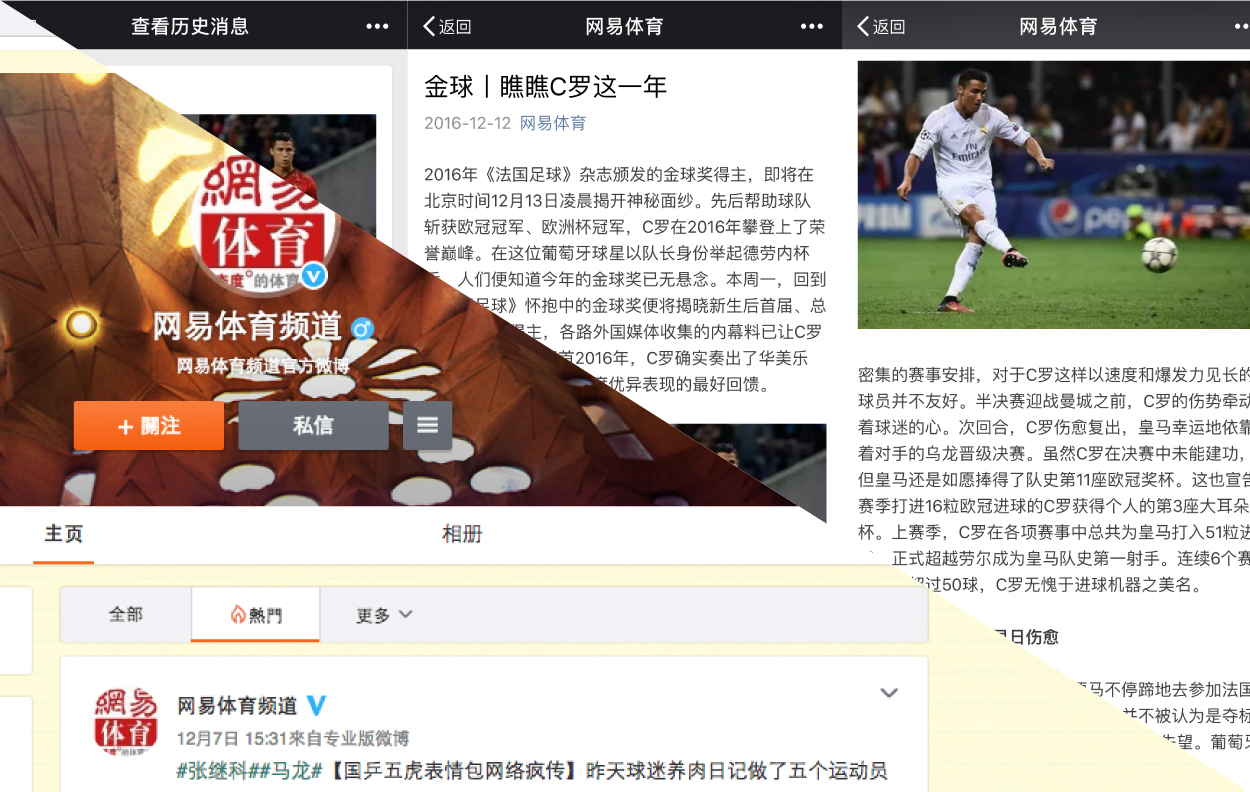 查看历史消息
返回
网易体育
返回
网易体育
金球丨瞧瞧C罗这一年
2016-12-12 网易体育
2016年《法国足球》杂志颁发的金球奖得主，即将在
北京时间12月13日凌晨揭开神秘面纱。先后帮助球队
斩获欧冠冠军、欧洲杯冠军，C罗在2016年攀登上了荣
誉巅峰。在这位葡萄牙球星以队长身份举起德劳内杯
，人们便知道今年的金球奖已无悬念。本周一，回到
足球》怀抱中的金球奖便将揭晓新生后首届、总
得主，各路外国媒体收集的内幕料已让C罗
首2016年，C罗确实奏出了华美乐
优异表现的最好回馈。
密集的赛事安排，对于C罗这样以速度和爆发力见长的
球员并不友好。半决赛迎战曼城之前，C罗的伤势牵动
着球迷的心。次回合，C罗伤愈复出，皇马幸运地依靠
着对手的乌龙晋级决赛。虽然C罗在决赛中未能建功，
但皇马还是如愿捧得了队史第11座欧冠奖杯。这也宣告
赛季打进16粒欧冠进球的C罗获得个人的第3座大耳朵
杯。上赛季，C罗在各项赛事中总共为皇马打入51粒进
正式超越劳尔成为皇马队史第一射手。连续6个赛
超过50球，C罗无愧于进球机器之美名。
日伤愈
马不停蹄地去参加法国
并不被认为是夺标
失望。葡萄牙
Fly
Emirates
pepsi
網易
体育
态度°的体育
网易体育频道
网易体育频道官方微博
+ 關注
私信
主页
相册
全部
熱門
更多
網易
体育
网易体育频道
12月7日 15:31來自专业版微博
#张继科##马龙#【国乒五虎表情包网络疯传】昨天球迷养肉日记做了五个运动员